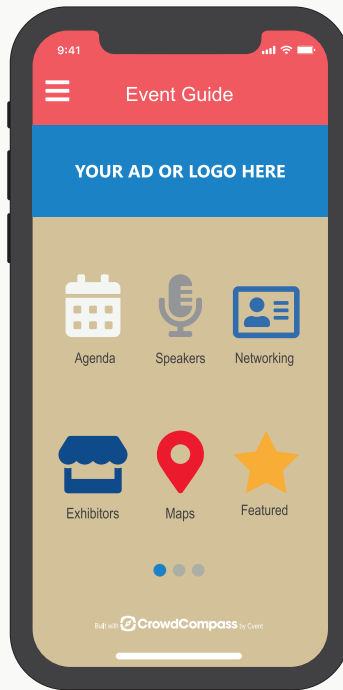 9:41
Event Guide
YOUR AD OR LOGO HERE
Agenda Speakers Networking
Exhibitors Maps Featured
Built with CrowdCompass by Cvent